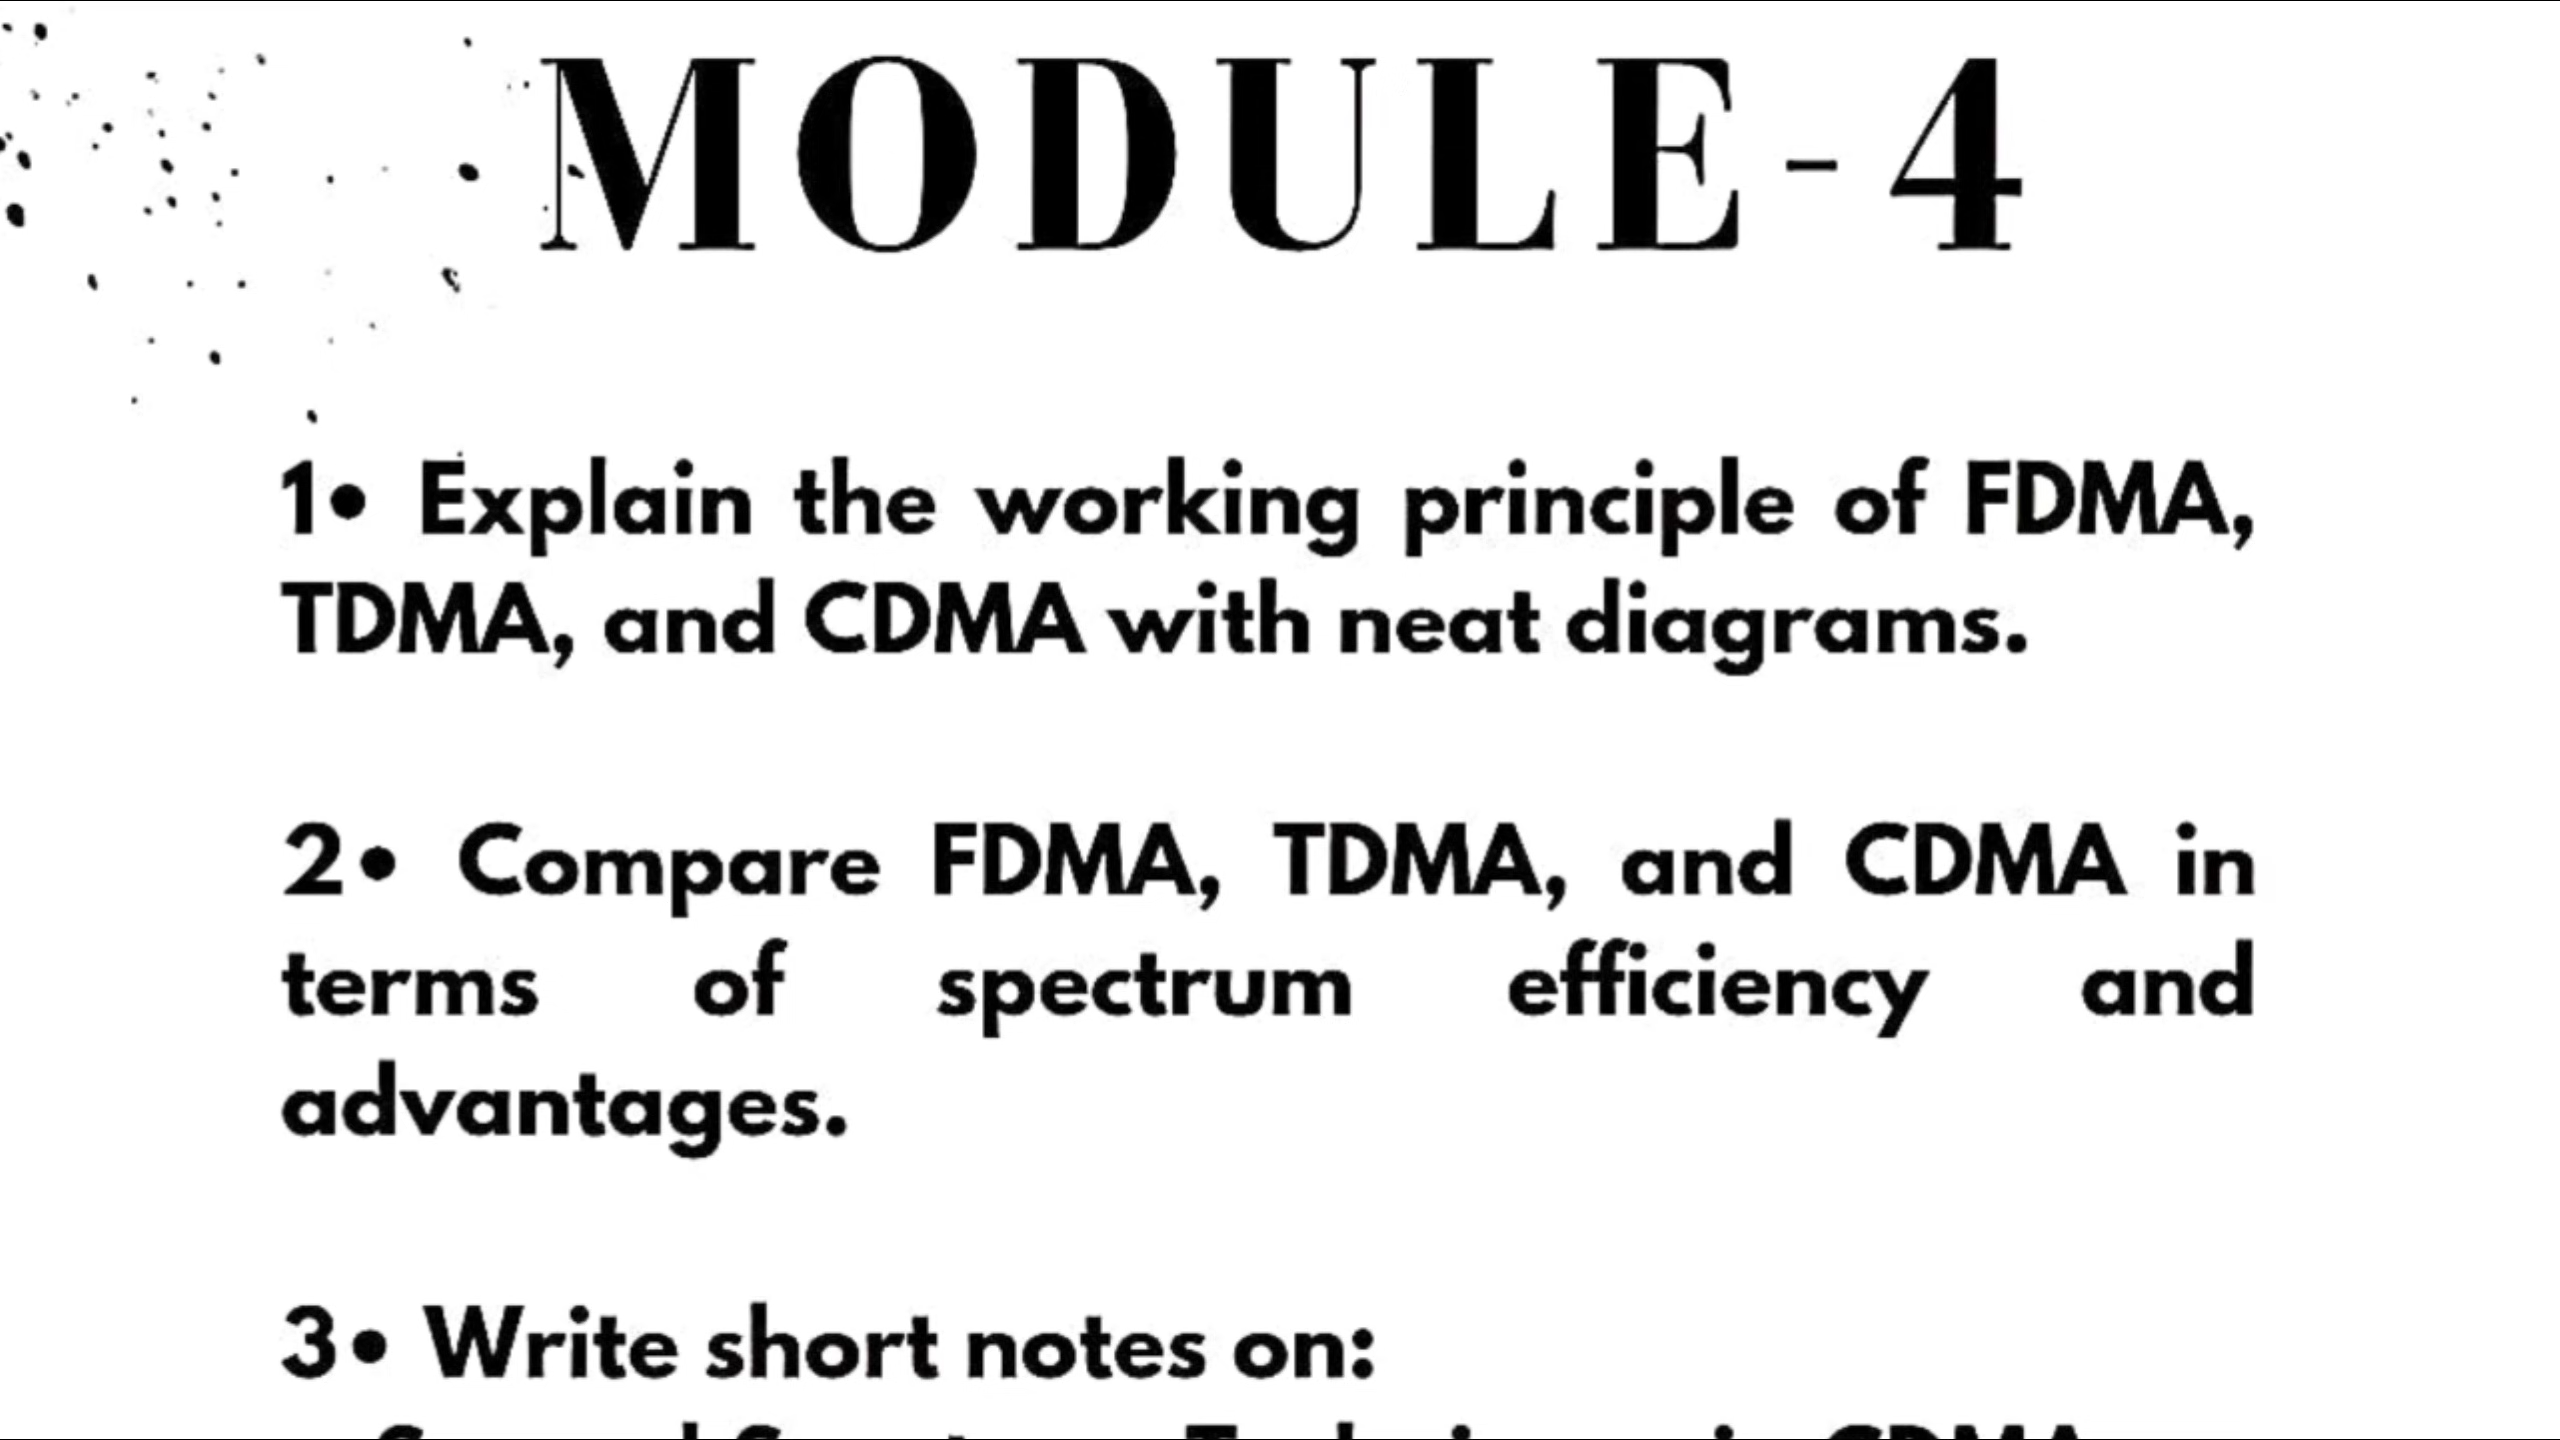 MODULE-4
1• Explain the working principle of FDMA,
TDMA, and CDMA with neat diagrams.
2• Compare FDMA, TDMA, and CDMA in
terms of spectrum efficiency and
advantages.
3• Write short notes on: